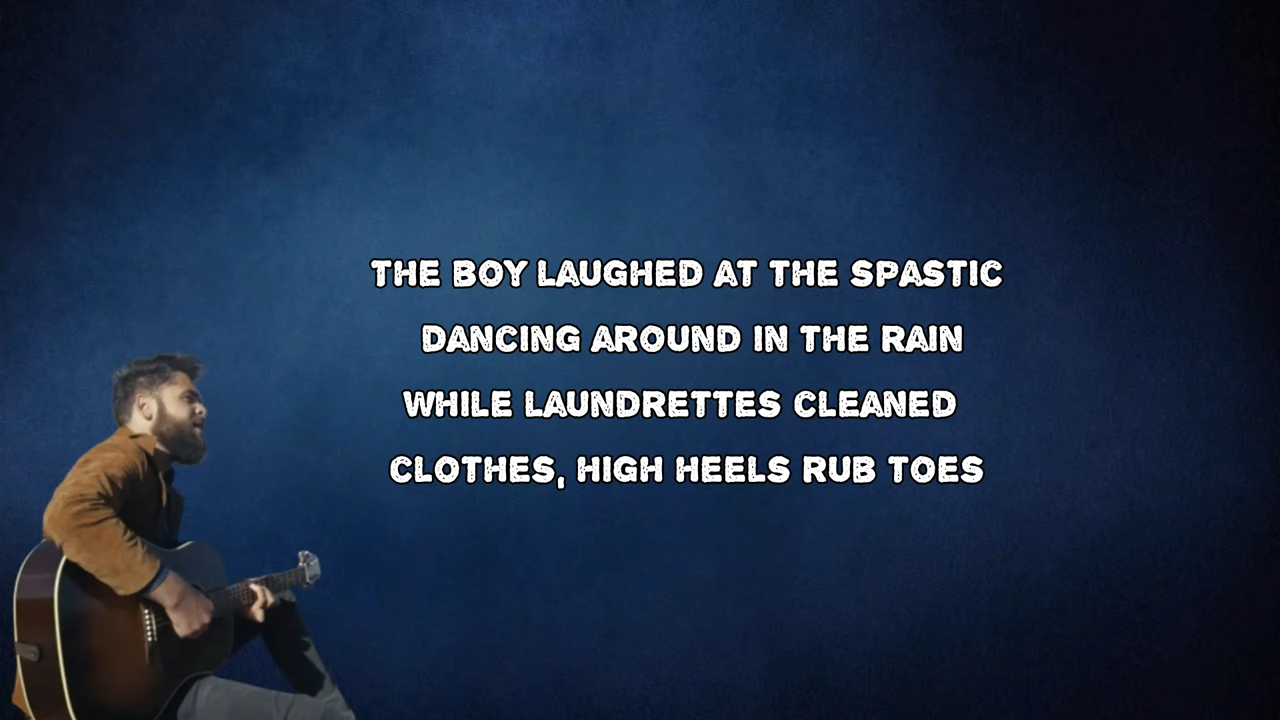 THE BOY LAUGHED AT THE SPASTIC
DANCING AROUND IN THE RAIN
WHILE LAUNDRETTES CLEANED
CLOTHES, HIGH HEELS RUB TOES